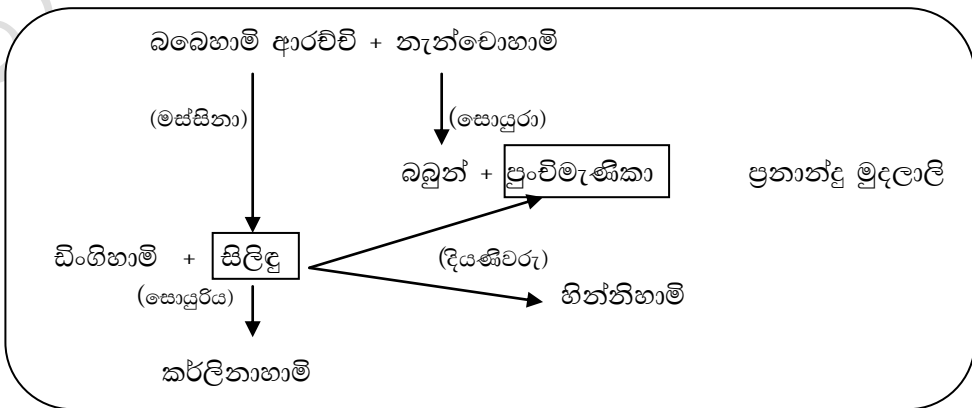 බබෙහාමි ආරච්චි + නැන්චොහාමි
(මස්සිනා) (සොයුරා)
බබුන් + පුංචිමැණිකා ප්‍රනාන්දු මුදලාලි
ඩිංගිහාමි + සිලිඳු (දියණිවරු)
(සොයුරිය) හින්නිහාමි
කර්ලිනාහාමි